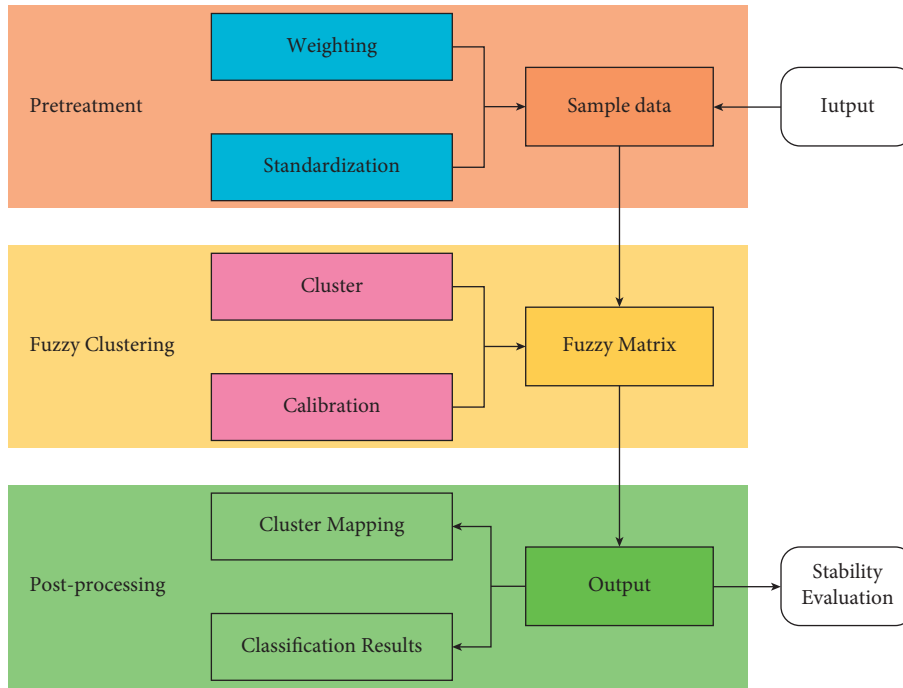 Weighting
Pretreatment
Sample data
Iutput
Standardization
Cluster
Fuzzy Clustering
Fuzzy Matrix
Calibration
Cluster Mapping
Post-processing
Output
Stability
Evaluation
Classification Results